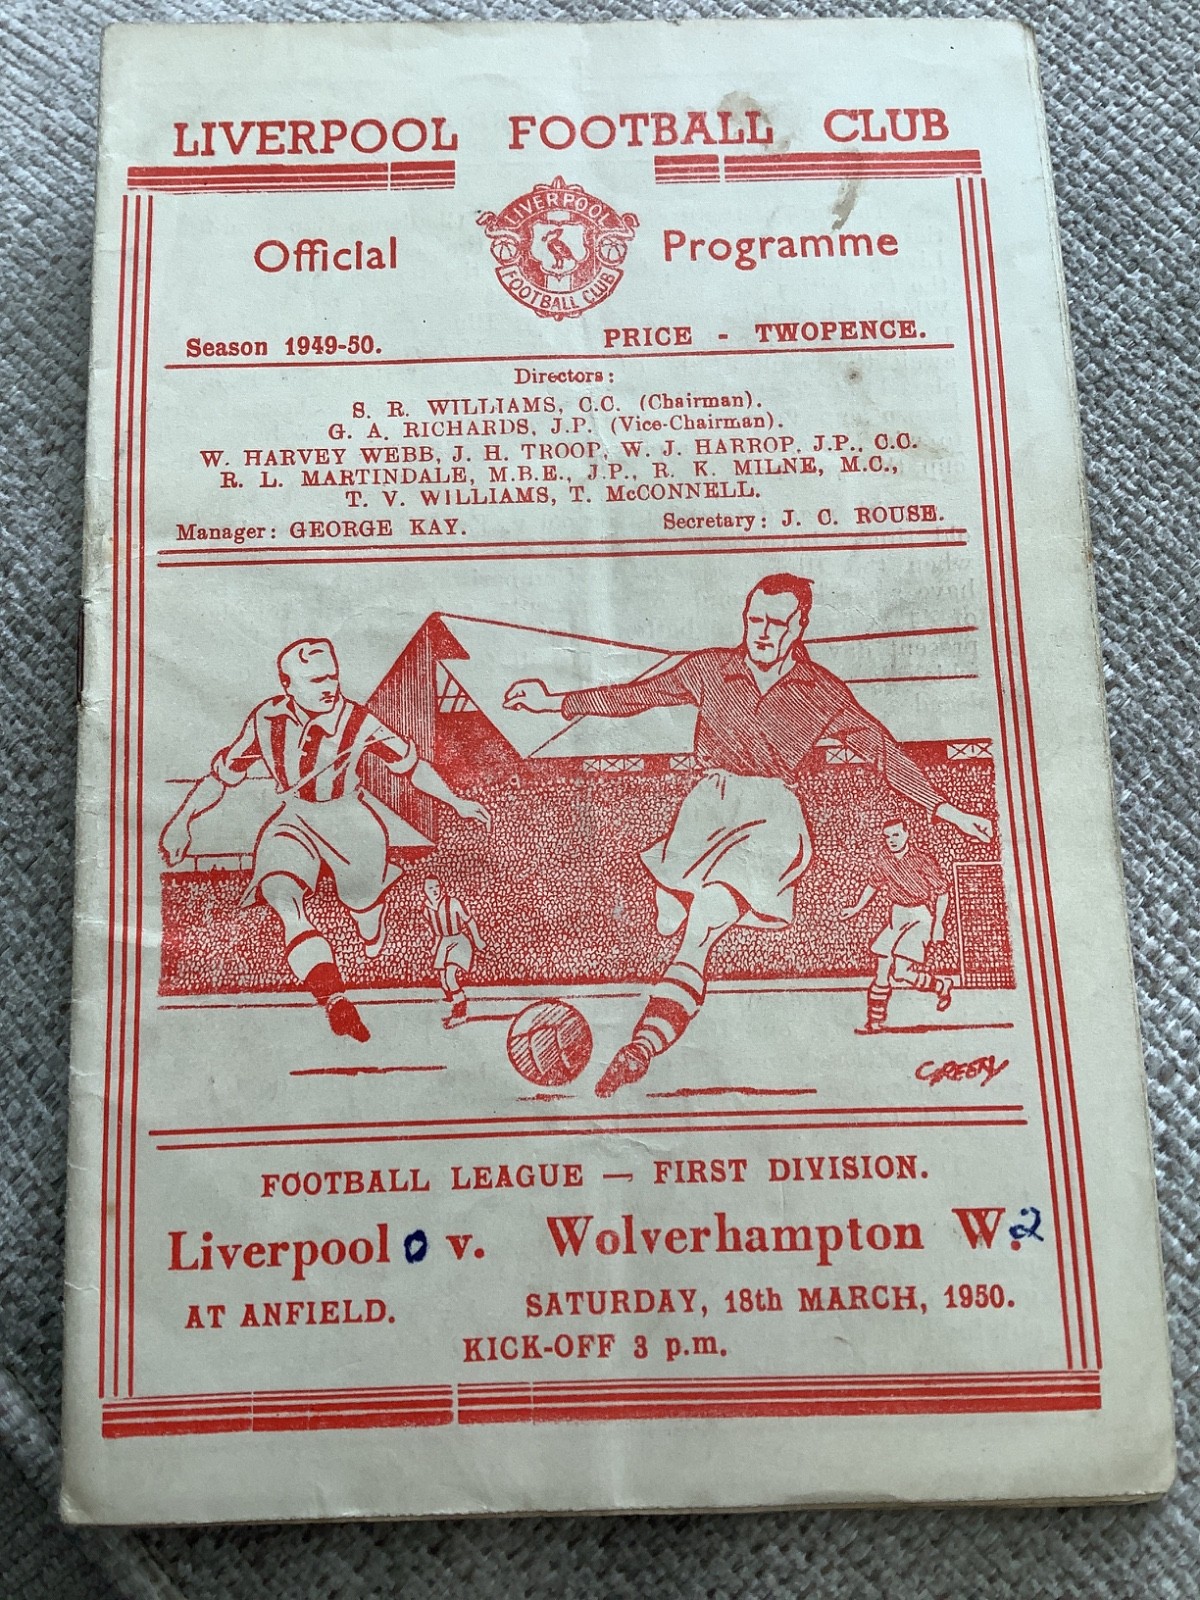 LIVERPOOL FOOTBALL CLUB
Official Programme
LIVERPOOL
FOOTBALL CLUB
Season 1949-50. PRICE - TWOPENCE.
Directors:
S. R. WILLIAMS, C.C. (Chairman).
G. A. RICHARDS, J.P. (Vice-Chairman).
W. HARVEY WEBB, J. H. TROOP, W. J. HARROP, J.P., C.C.
R. L. MARTINDALE, M.B.E., J.P., R. K. MILNE, M.C.,
T. V. WILLIAMS, T. McCONNELL.
Manager: GEORGE KAY. Secretary: J. C. ROUSE.
FOOTBALL LEAGUE — FIRST DIVISION.
Liverpool 0 v. Wolverhampton W. 2
AT ANFIELD. SATURDAY, 18th MARCH, 1950.
KICK-OFF 3 p.m.